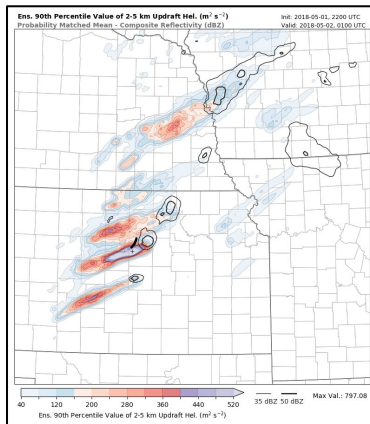 Ens. 90th Percentile Value of 2-5 km Updraft Hel. (m² s⁻²)
Init: 2018-05-01, 2200 UTC
Probability Matched Mean - Composite Reflectivity (dBZ)
Valid: 2018-05-02, 0100 UTC
40 120 200 280 360 440 520
35 dBZ 50 dBZ
Max Val.: 797.08
Ens. 90th Percentile Value of 2-5 km Updraft Hel. (m² s⁻²)